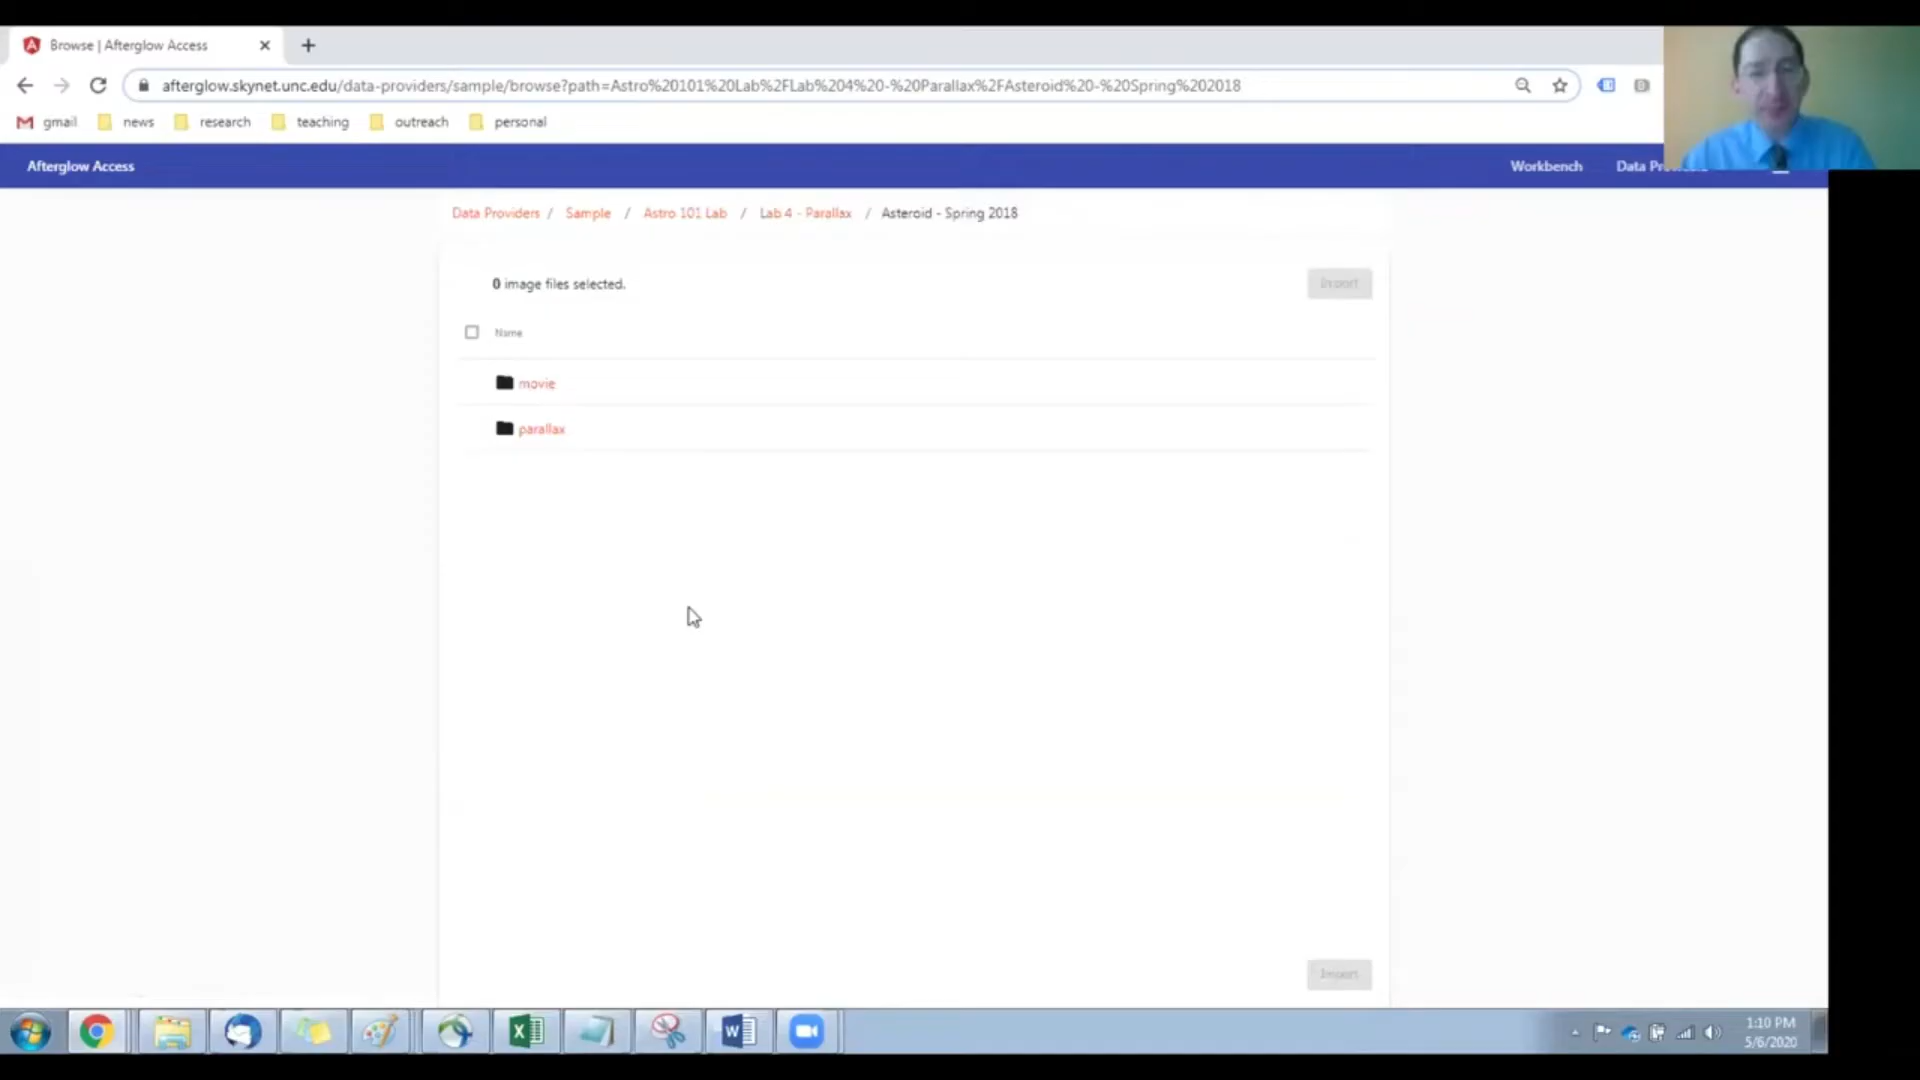 Browse | Afterglow Access
afterglow.skynet.unc.edu/data-providers/sample/browse?path=Astro%20101%20Lab%2FLab%204%20-%20Parallax%2FAsteroid%20-%20Spring%202018
gmail news research teaching outreach personal
Afterglow Access Workbench Data
Data Providers / Sample / Astro 101 Lab / Lab 4 - Parallax / Asteroid - Spring 2018
0 image files selected. Import
Name
movie
parallax
Import
1:10 PM
5/6/2020